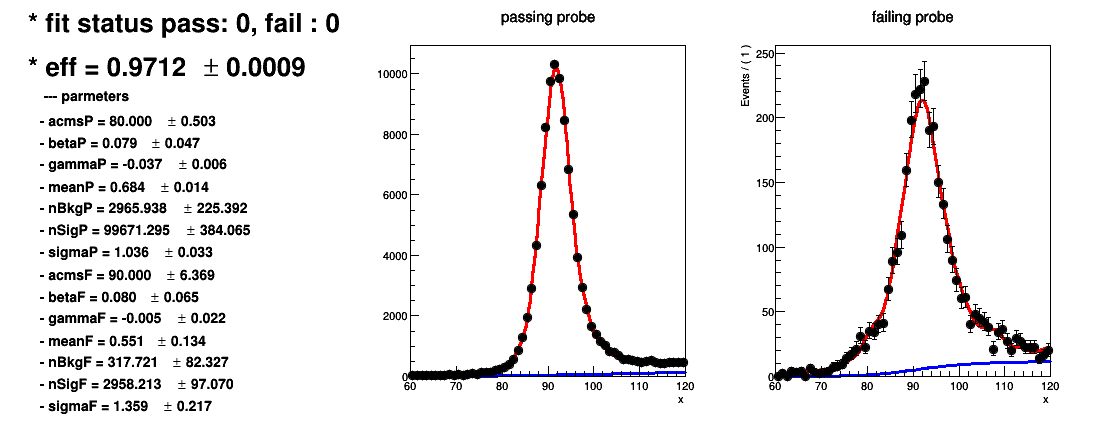 * fit status pass: 0, fail : 0
* eff = 0.9712 ± 0.0009
--- parmeters
- acmsP = 80.000 ± 0.503
- betaP = 0.079 ± 0.047
- gammaP = -0.037 ± 0.006
- meanP = 0.684 ± 0.014
- nBkgP = 2965.938 ± 225.392
- nSigP = 99671.295 ± 384.065
- sigmaP = 1.036 ± 0.033
- acmsF = 90.000 ± 6.369
- betaF = 0.080 ± 0.065
- gammaF = -0.005 ± 0.022
- meanF = 0.551 ± 0.134
- nBkgF = 317.721 ± 82.327
- nSigF = 2958.213 ± 97.070
- sigmaF = 1.359 ± 0.217
passing probe
10000
8000
6000
4000
2000
0
60 70 80 90 100 110 120
x
failing probe
Events / ( 1 )
250
200
150
100
50
0
60 70 80 90 100 110 120
x